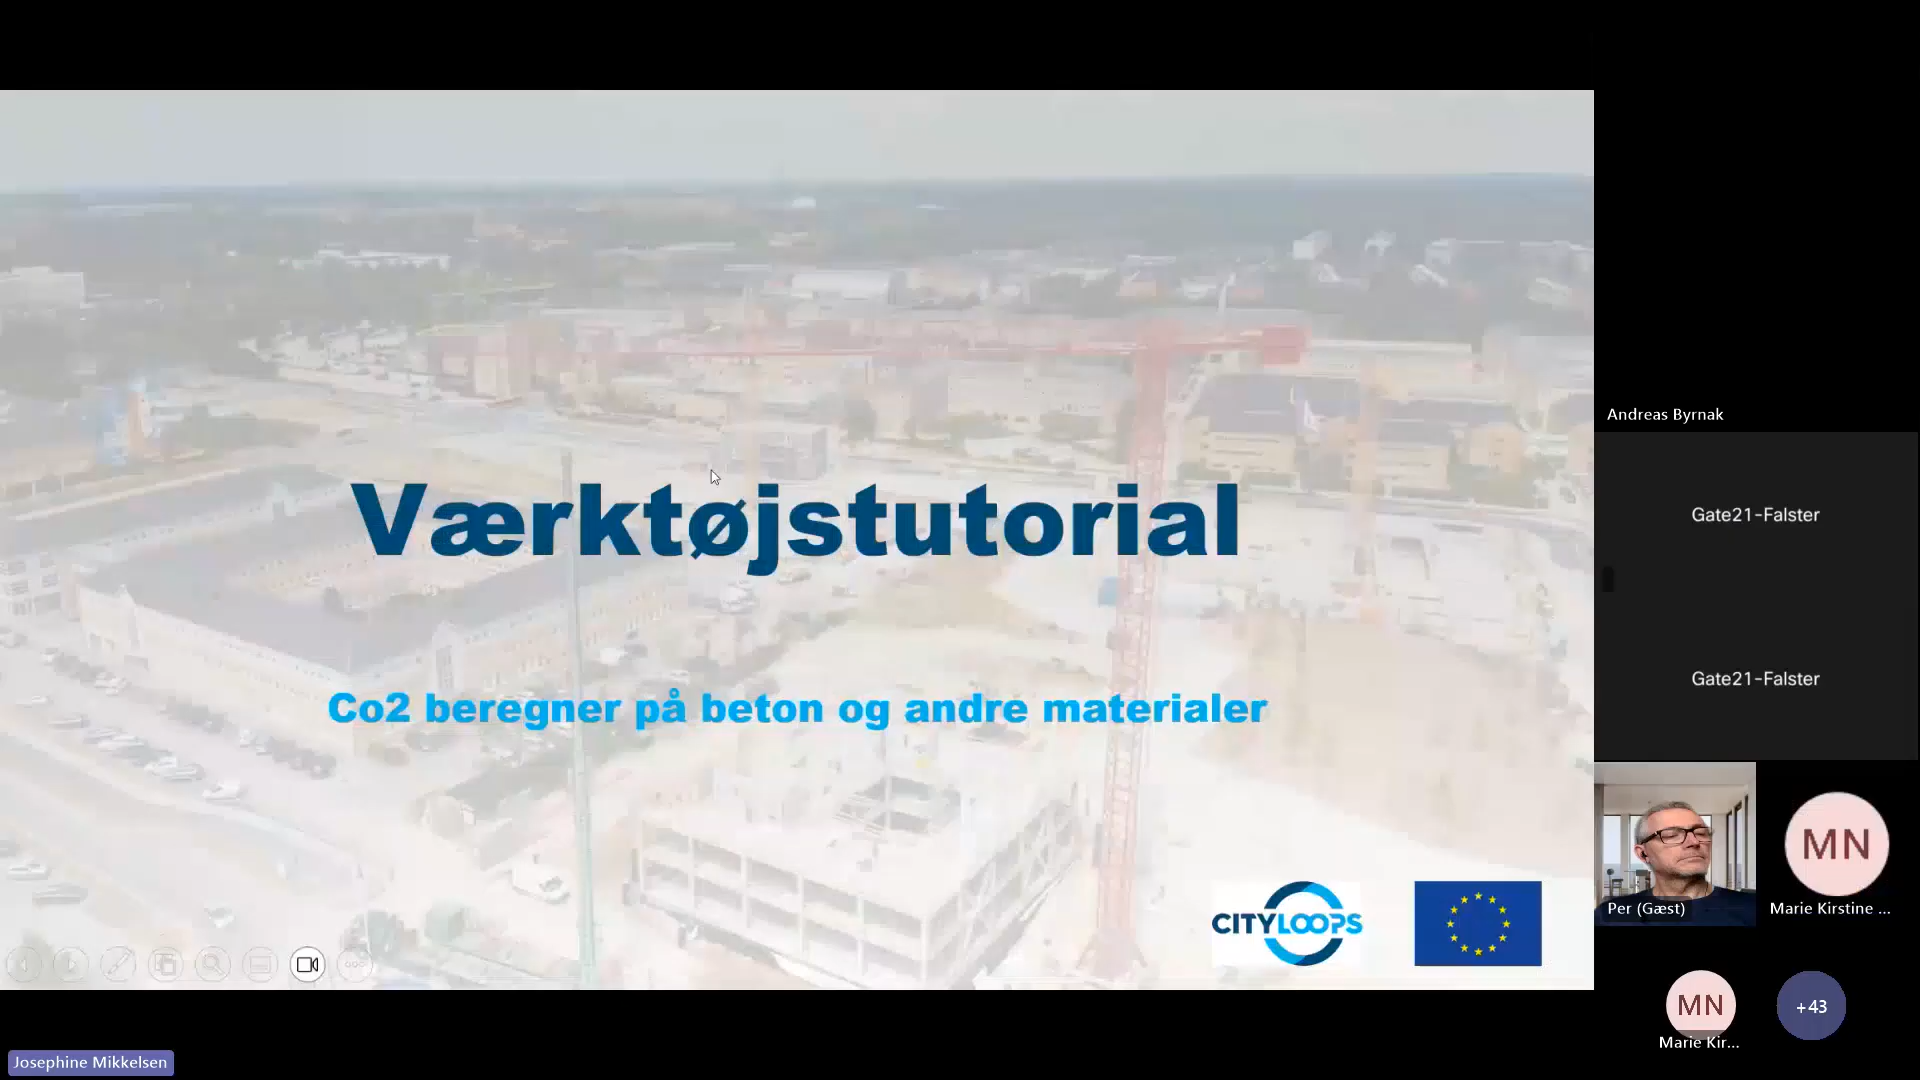 Værktøjstutorial
Co2 beregner på beton og andre materialer
CITYLOOPS
Josephine Mikkelsen
Andreas Byrnak
Gate21-Falster
Gate21-Falster
Per (Gæst)
MN
Marie Kirstine ...
MN
Marie Kir...
+43